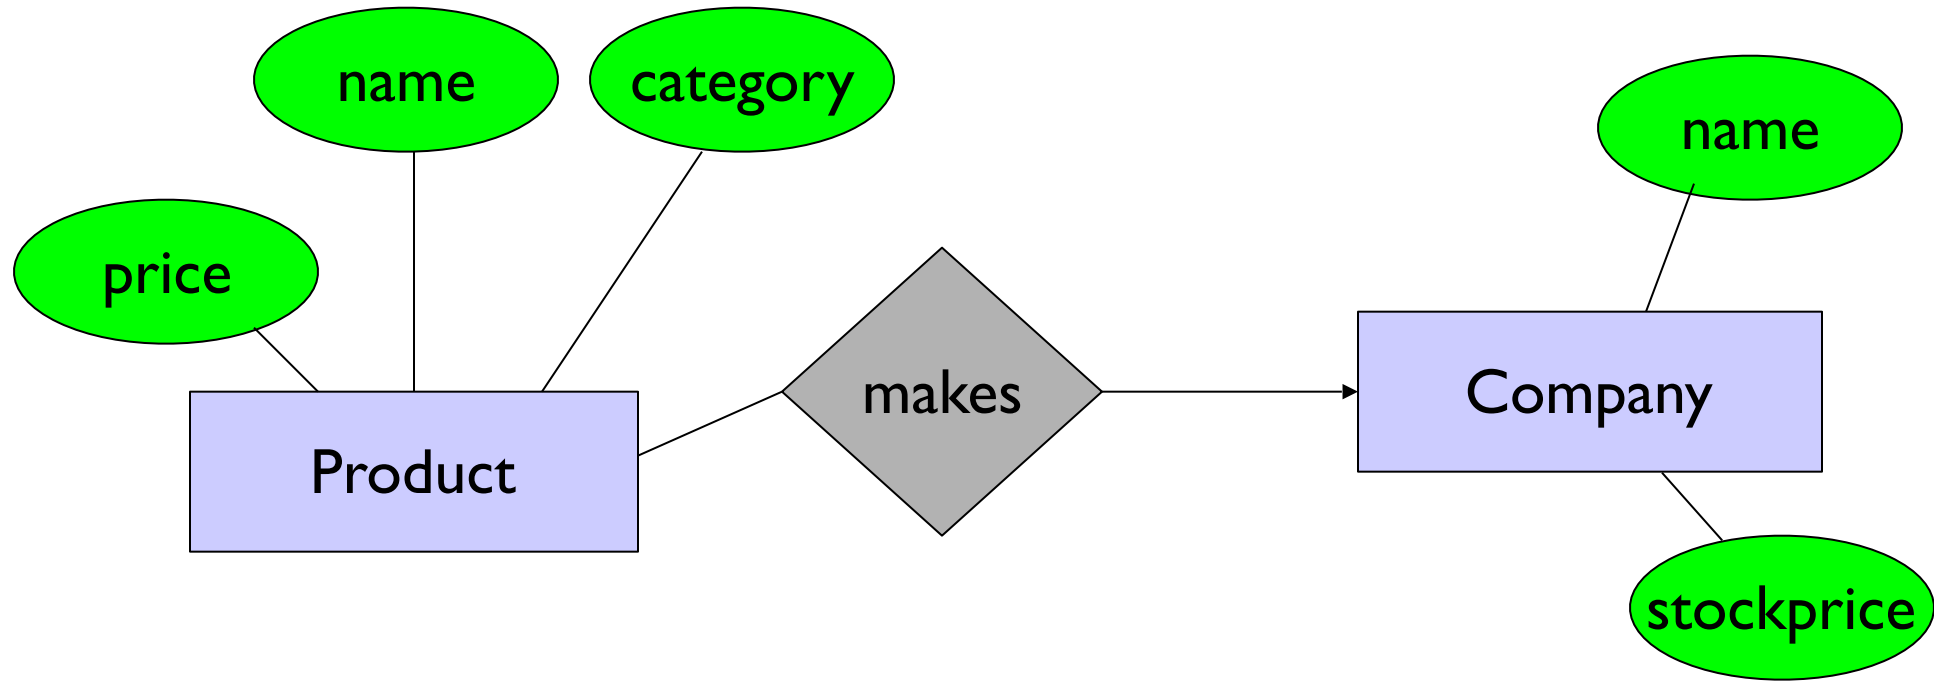 name
category
name
price
makes
Company
Product
stockprice